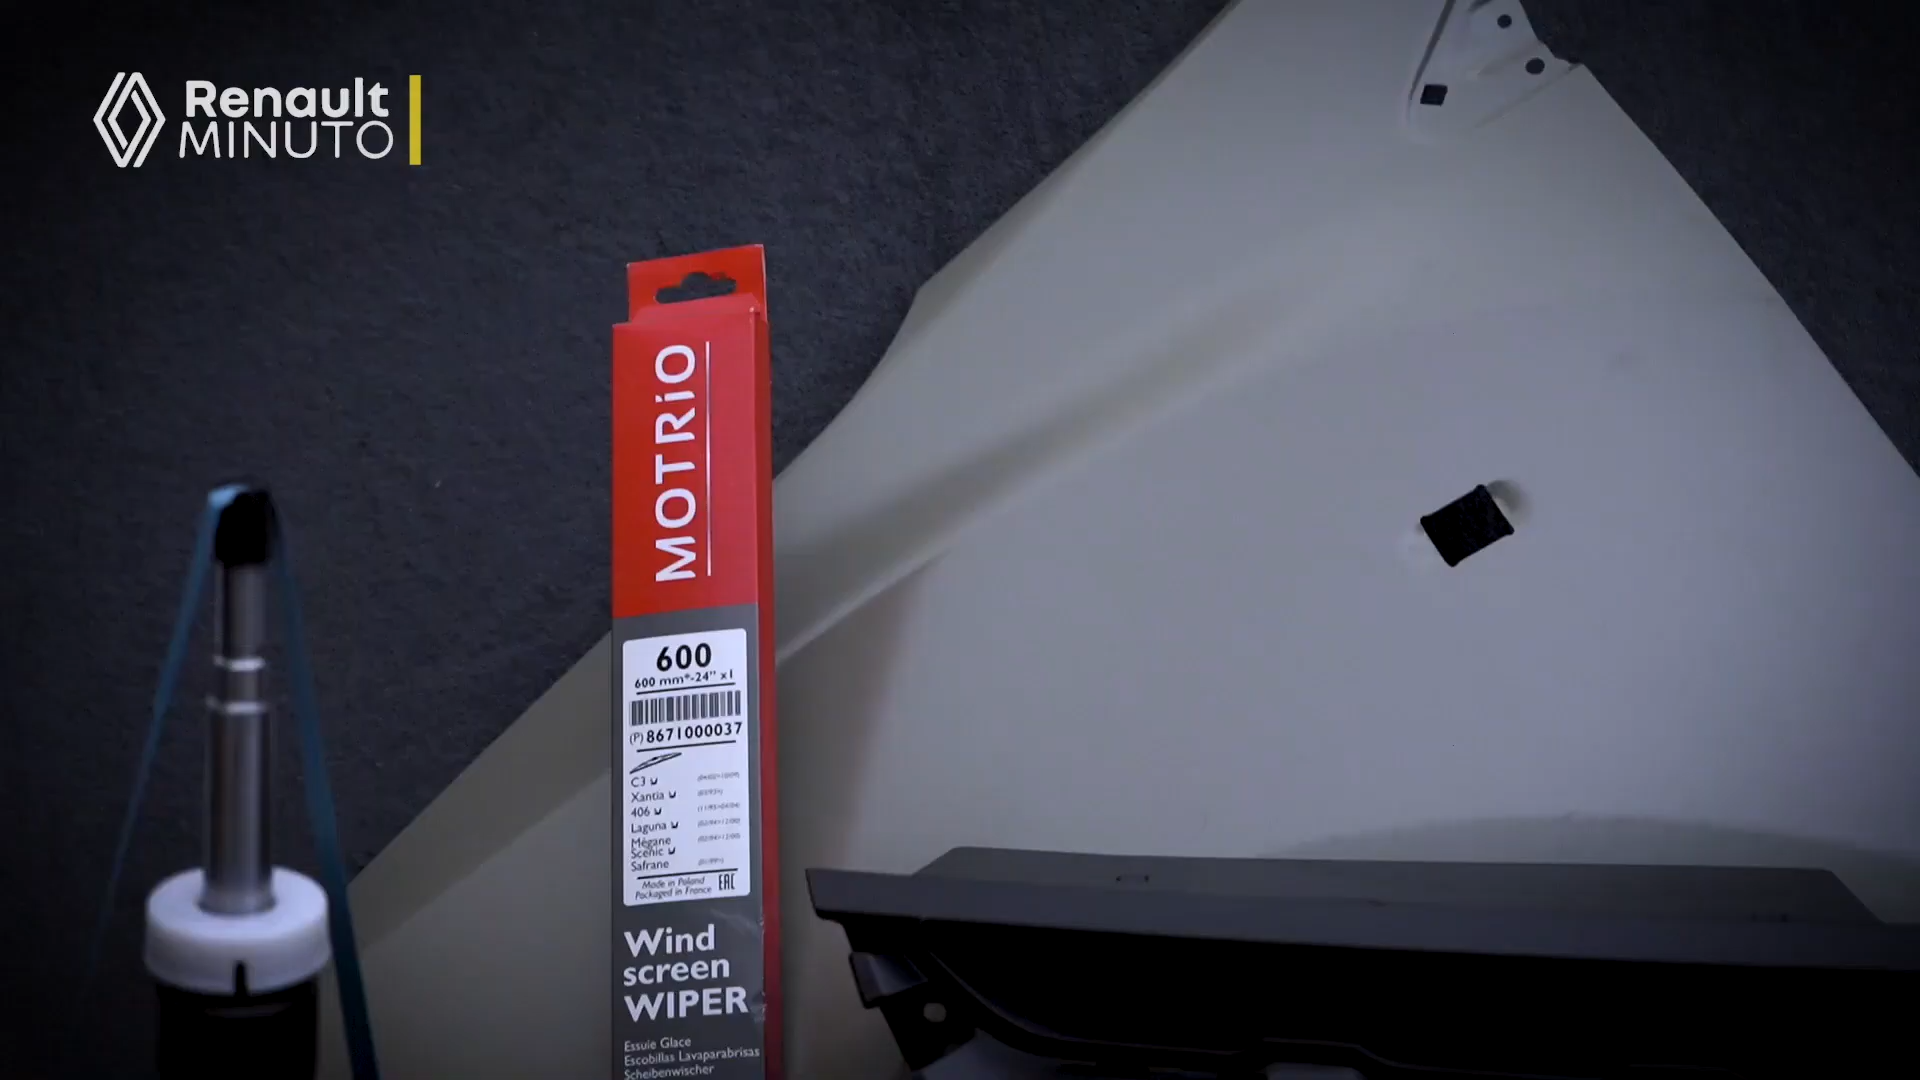 Renault
MINUTO
MOTRiO
600
600 mm*-24" x1
(P) 8671000037
C3
Xantia
406
Laguna
Mégane
Scenic
Safrane
Made in Poland
Packaged in France
EAC
Wind
screen
WIPER
Essuie Glace
Escobillas Lavaparabrisas
Scheibenwischer